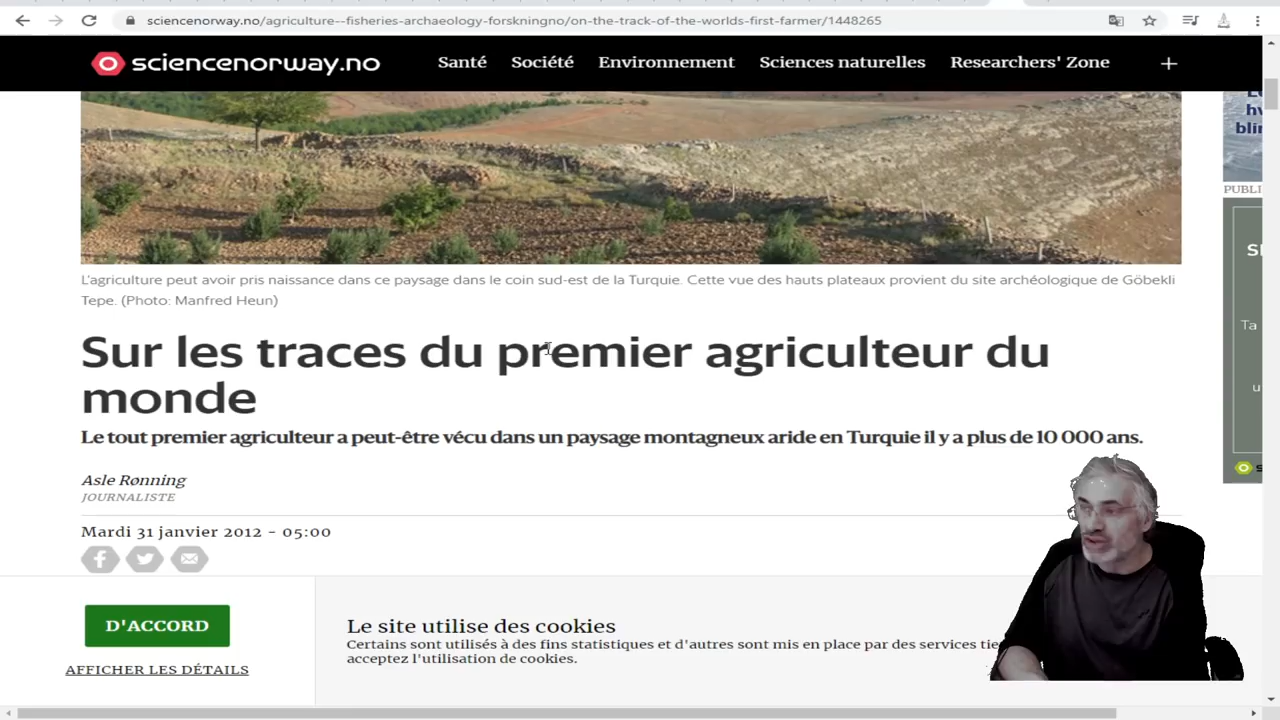 sciencenorway.no/agriculture--fisheries-archaeology-forskningno/on-the-track-of-the-worlds-first-farmer/1448265
sciencenorway.no
Santé Société Environnement Sciences naturelles Researchers' Zone +
PUBLI
L'agriculture peut avoir pris naissance dans ce paysage dans le coin sud-est de la Turquie. Cette vue des hauts plateaux provient du site archéologique de Göbekli
Tepe. (Photo: Manfred Heun)
Sur les traces du premier agriculteur du
monde
Ta
Le tout premier agriculteur a peut-être vécu dans un paysage montagneux aride en Turquie il y a plus de 10 000 ans.
Asle Rønning
JOURNALISTE
Mardi 31 janvier 2012 - 05:00
D'ACCORD
AFFICHER LES DÉTAILS
Le site utilise des cookies
Certains sont utilisés à des fins statistiques et d'autres sont mis en place par des services
acceptez l'utilisation de cookies.